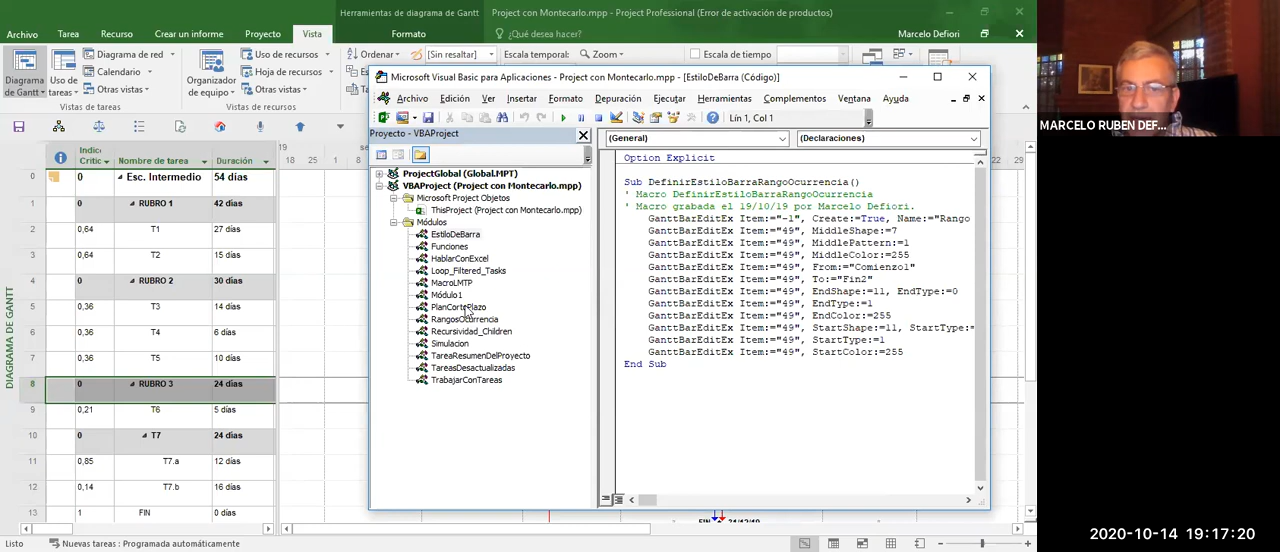 Herramientas de diagrama de Gantt
Project con Montecarlo.mpp - Project Professional (Error de activación de productos)
Archivo Tarea Recurso Crear un informe Proyecto Vista Formato ¿Qué desea hacer? Marcelo Defiori
Diagrama de Gantt
Uso de tareas
Diagrama de red
Calendario
Otras vistas
Vistas de tareas
Organizador de equipo
Uso de recursos
Hoja de recursos
Otras vistas
Vistas de recursos
Ordenar
[Sin resaltar]
Escala temporal:
Zoom
Escala de tiempo
Microsoft Visual Basic para Aplicaciones - Project con Montecarlo.mpp - [EstiloDeBarra (Código)]
Archivo Edición Ver Insertar Formato Depuración Ejecutar Herramientas Complementos Ventana Ayuda
Lín 1, Col 1
Proyecto - VBAProject
ProjectGlobal (Global.MPT)
VBAProject (Project con Montecarlo.mpp)
Microsoft Project Objetos
ThisProject (Project con Montecarlo.mpp)
Módulos
EstiloDeBarra
Funciones
HablarConExcel
Loop_Filtered_Tasks
MacroLMTP
Módulo1
PlanCortoPlazo
RangosOcurrencia
Recursividad_Children
Simulacion
TareaResumenDelProyecto
TareasDesactualizadas
TrabajarConTareas
(General)
(Declaraciones)
Option Explicit
Sub DefinirEstiloBarraRangoOcurrencia()
' Macro DefinirEstiloBarraRangoOcurrencia
' Macro grabada el 19/10/19 por Marcelo Defiori.
GanttBarEditEx Item:="-1", Create:=True, Name:="Rango
GanttBarEditEx Item:="49", MiddleShape:=7
GanttBarEditEx Item:="49", MiddlePattern:=1
GanttBarEditEx Item:="49", MiddleColor:=255
GanttBarEditEx Item:="49", From:="Comienzo1"
GanttBarEditEx Item:="49", To:="Fin2"
GanttBarEditEx Item:="49", EndShape:=11, EndType:=0
GanttBarEditEx Item:="49", EndType:=1
GanttBarEditEx Item:="49", EndColor:=255
GanttBarEditEx Item:="49", StartShape:=11, StartType:=
GanttBarEditEx Item:="49", StartType:=1
GanttBarEditEx Item:="49", StartColor:=255
End Sub
DIAGRAMA DE GANTT
Indic Critic Nombre de tarea Duración
19 18 25 1
0 0 Esc. Intermedio 54 días
1 0 RUBRO 1 42 días
2 0,64 T1 27 días
3 0,64 T2 15 días
4 0 RUBRO 2 30 días
5 0,36 T3 14 días
6 0,36 T4 6 días
7 0,36 T5 10 días
8 0 RUBRO 3 24 días
9 0,21 T6 5 días
10 0 T7 24 días
11 0,85 T7.a 12 días
12 0,14 T7.b 16 días
13 1 FIN 0 días
Listo Nuevas tareas : Programada automáticamente
MARCELO RUBEN DEF...
2020-10-14 19:17:20